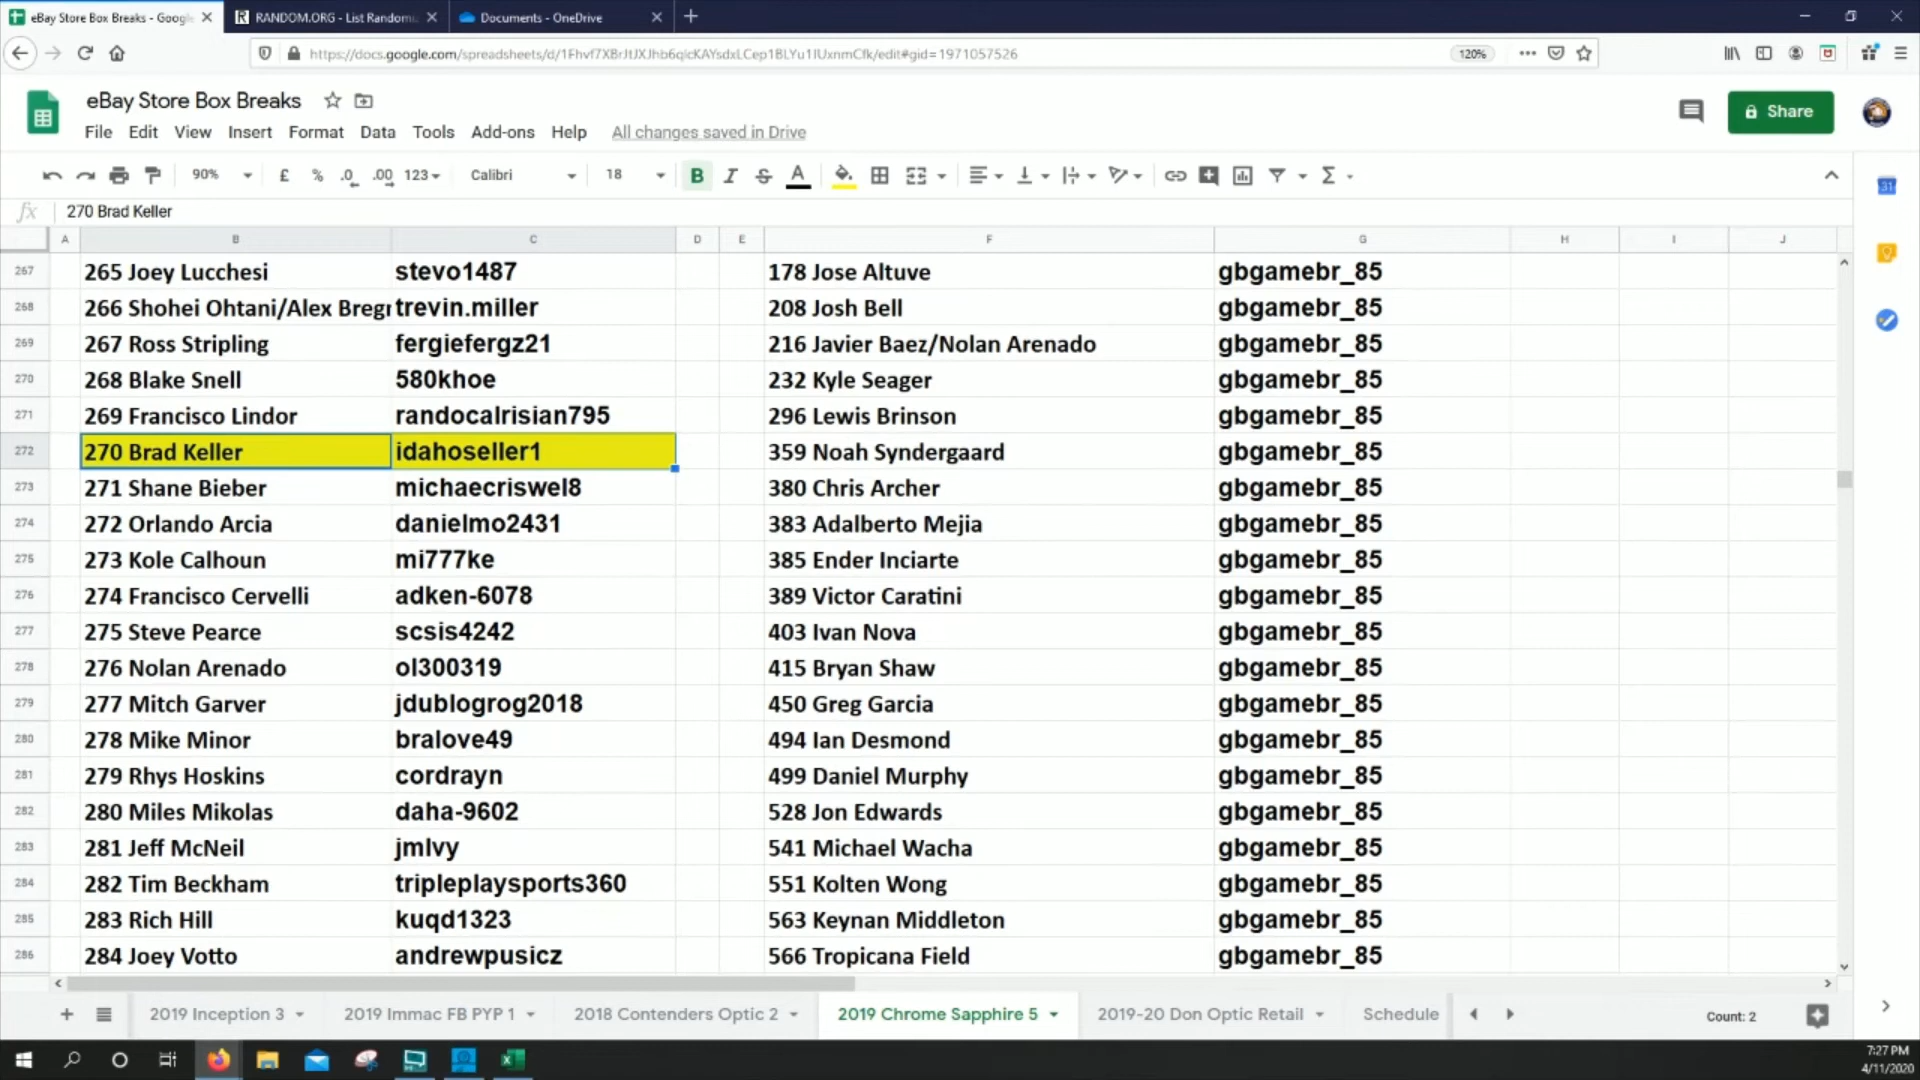 eBay Store Box Breaks - Google
RANDOM.ORG - List Randomi
Documents - OneDrive
120%
eBay Store Box Breaks
File Edit View Insert Format Data Tools Add-ons Help All changes saved in Drive
Share
90% £ % .0 .00 123 Calibri 18 B I S A Σ
31
fx 270 Brad Keller
A B C D E F G H I J
267 265 Joey Lucchesi stevo1487 178 Jose Altuve gbgamebr_85
268 266 Shohei Ohtani/Alex Bregr trevin.miller 208 Josh Bell gbgamebr_85
269 267 Ross Stripling fergiefergz21 216 Javier Baez/Nolan Arenado gbgamebr_85
270 268 Blake Snell 580khoe 232 Kyle Seager gbgamebr_85
271 269 Francisco Lindor randocalrisian795 296 Lewis Brinson gbgamebr_85
272 270 Brad Keller idahoseller1 359 Noah Syndergaard gbgamebr_85
273 271 Shane Bieber michaecriswel8 380 Chris Archer gbgamebr_85
274 272 Orlando Arcia danielmo2431 383 Adalberto Mejia gbgamebr_85
275 273 Kole Calhoun mi777ke 385 Ender Inciarte gbgamebr_85
276 274 Francisco Cervelli adken-6078 389 Victor Caratini gbgamebr_85
277 275 Steve Pearce scsis4242 403 Ivan Nova gbgamebr_85
278 276 Nolan Arenado ol300319 415 Bryan Shaw gbgamebr_85
279 277 Mitch Garver jdublogrog2018 450 Greg Garcia gbgamebr_85
280 278 Mike Minor bralove49 494 Ian Desmond gbgamebr_85
281 279 Rhys Hoskins cordrayn 499 Daniel Murphy gbgamebr_85
282 280 Miles Mikolas daha-9602 528 Jon Edwards gbgamebr_85
283 281 Jeff McNeil jmlvy 541 Michael Wacha gbgamebr_85
284 282 Tim Beckham tripleplaysports360 551 Kolten Wong gbgamebr_85
285 283 Rich Hill kuqd1323 563 Keynan Middleton gbgamebr_85
286 284 Joey Votto andrewpusicz 566 Tropicana Field gbgamebr_85
2019 Inception 3 2019 Immac FB PYP 1 2018 Contenders Optic 2 2019 Chrome Sapphire 5 2019-20 Don Optic Retail Schedule Count: 2
7:27 PM
4/11/2020